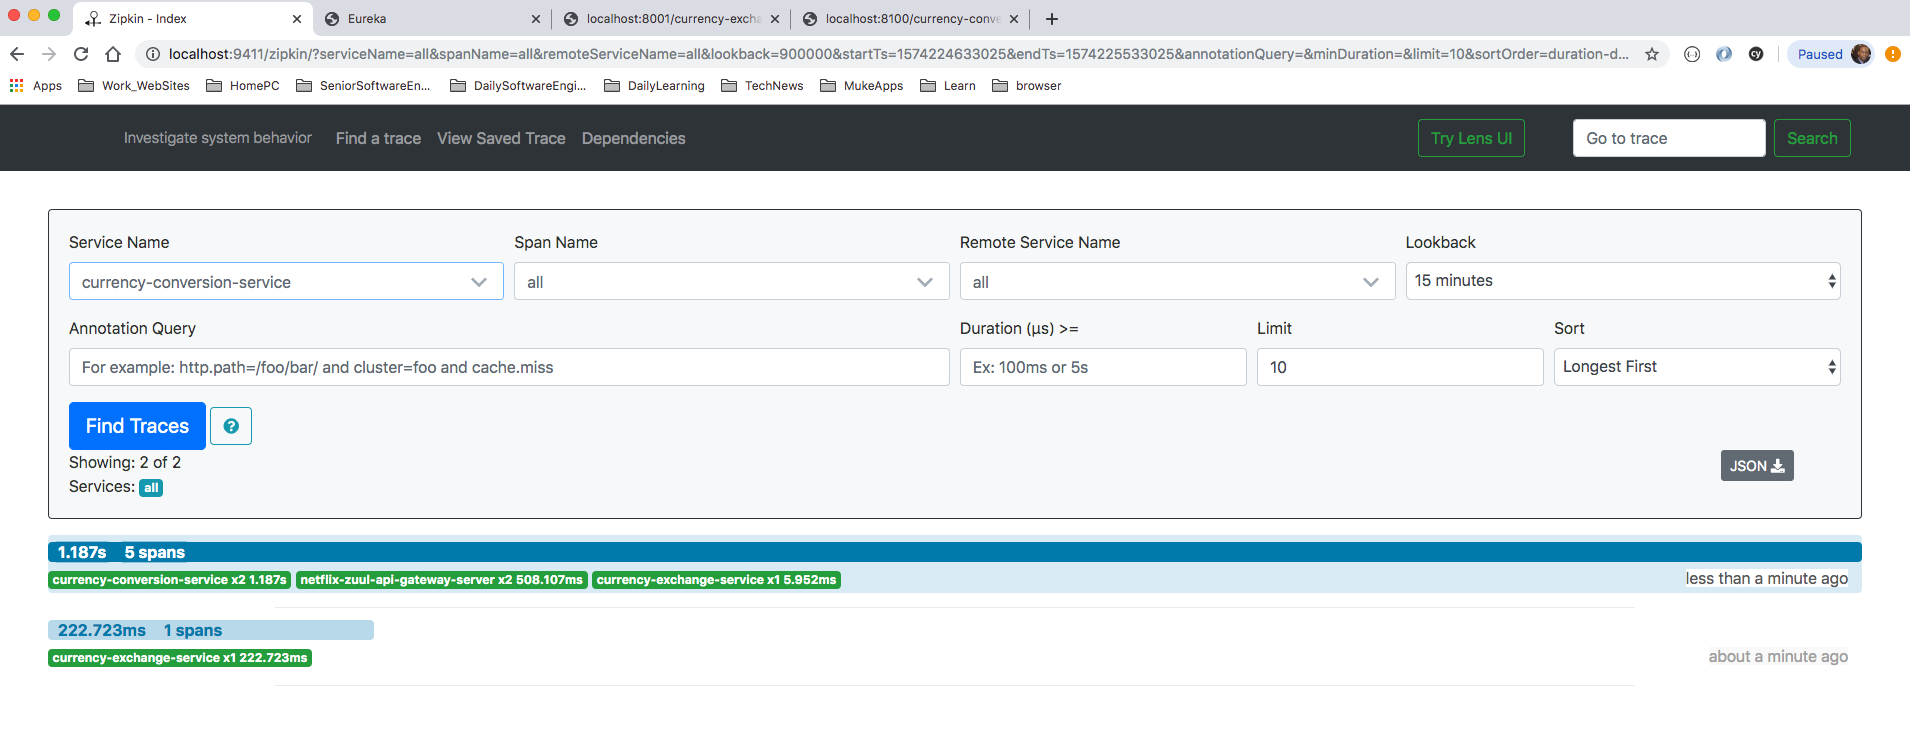 Zipkin - Index
Eureka
localhost:8001/currency-excha
localhost:8100/currency-conve
localhost:9411/zipkin/?serviceName=all&spanName=all&remoteServiceName=all&lookback=900000&startTs=1574224633025&endTs=1574225533025&annotationQuery=&minDuration=&limit=10&sortOrder=duration-d...
cy
Paused
Apps Work_WebSites HomePC SeniorSoftwareEn... DailySoftwareEngi... DailyLearning TechNews MukeApps Learn browser
Investigate system behavior Find a trace View Saved Trace Dependencies Try Lens UI Go to trace Search
Service Name Span Name Remote Service Name Lookback
currency-conversion-service all all 15 minutes
Annotation Query Duration (μs) >= Limit Sort
For example: http.path=/foo/bar/ and cluster=foo and cache.miss Ex: 100ms or 5s 10 Longest First
Find Traces ?
Showing: 2 of 2
JSON
Services: all
1.187s 5 spans
currency-conversion-service x2 1.187s netflix-zuul-api-gateway-server x2 508.107ms currency-exchange-service x1 5.952ms less than a minute ago
222.723ms 1 spans
currency-exchange-service x1 222.723ms about a minute ago